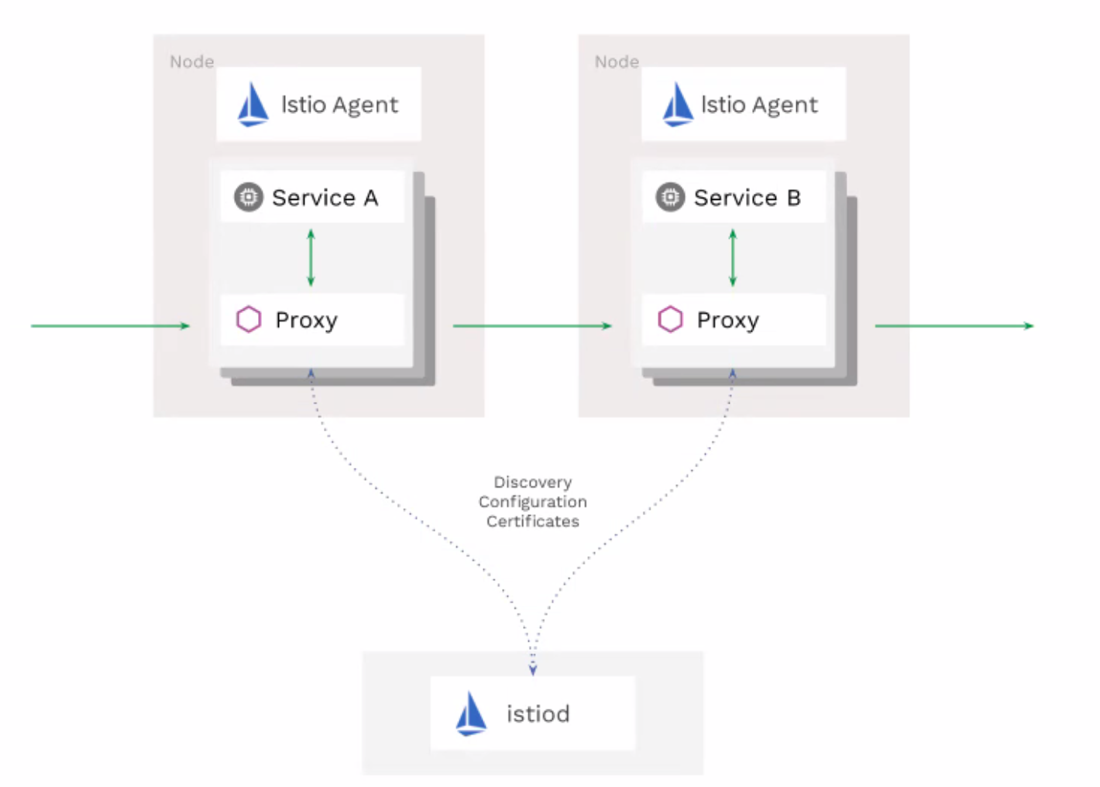 Node
Istio Agent
Service A
Proxy
Node
Istio Agent
Service B
Proxy
Discovery
Configuration
Certificates
istiod